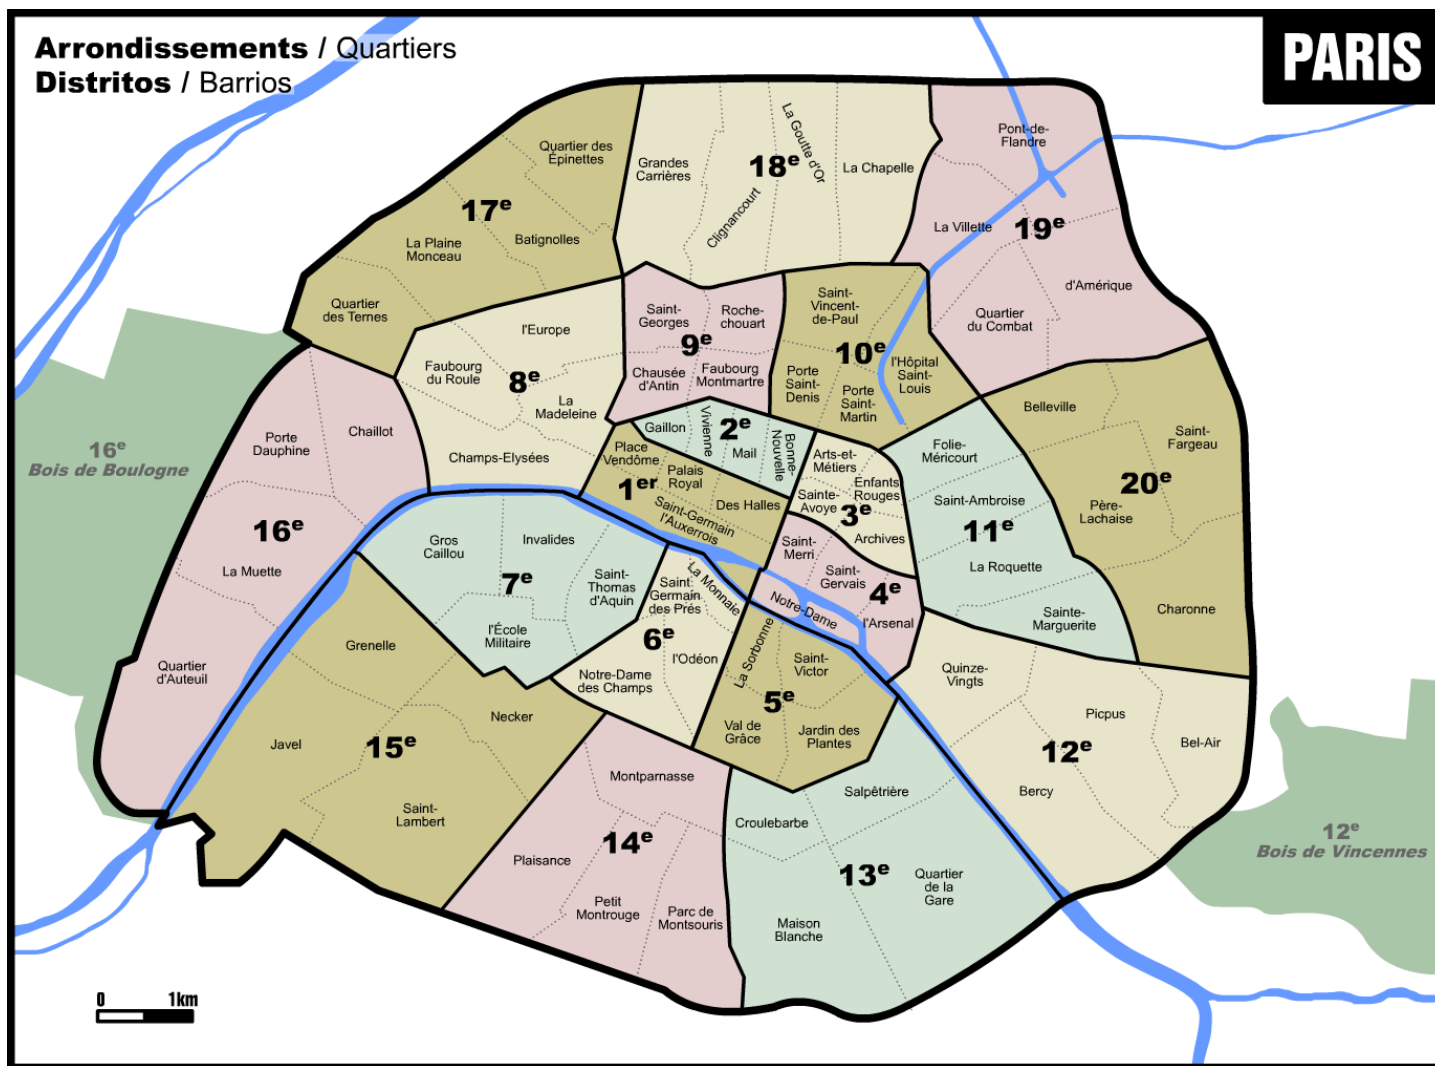 Arrondissements / Quartiers
Distritos / Barrios
PARIS
Quartier des
Épinettes
17e
La Plaine
Monceau
Batignolles
Quartier
des Ternes
Grandes
Carrières
18e
Clignancourt
La Goutte d'Or
La Chapelle
Pont-de-
Flandre
La Villette
19e
d'Amérique
Quartier
du Combat
l'Europe
Faubourg
du Roule
8e
La
Madeleine
Champs-Elysées
Saint-
Georges
Roche-
chouart
9e
Chausée
d'Antin
Faubourg
Montmartre
Saint-
Vincent-
de-Paul
10e
l'Hôpital
Saint-
Louis
Porte
Saint-
Denis
Porte
Saint-
Martin
Gaillon
Vivienne
2e
Mail
Bonne-
Nouvelle
Place
Vendôme
Palais
Royal
1er
Des Halles
Saint-Germain
l'Auxerrois
Arts-et-
Métiers
Enfants
Rouges
Sainte-
Avoye
3e
Archives
Saint-
Merri
Saint-
Gervais
4e
Notre-Dame
l'Arsenal
Belleville
Saint-
Fargeau
20e
Père-
Lachaise
Charonne
Folie-
Méricourt
Saint-Ambroise
11e
La Roquette
Sainte-
Marguerite
16e
Bois de Boulogne
Porte
Dauphine
Chaillot
16e
La Muette
Quartier
d'Auteuil
Gros
Caillou
Invalides
7e
Saint-
Thomas
d'Aquin
l'École
Militaire
La Monnaie
Saint
Germain
des Prés
6e
l'Odéon
Notre-Dame
des Champs
La Sorbonne
Saint-
Victor
5e
Val de
Grâce
Jardin des
Plantes
Grenelle
Necker
Javel
15e
Saint-
Lambert
Quinze-
Vingts
Picpus
12e
Bel-Air
Bercy
Montparnasse
14e
Plaisance
Petit
Montrouge
Parc de
Montsouris
Salpêtrière
Croulebarbe
13e
Quartier
de la
Gare
Maison
Blanche
12e
Bois de Vincennes
0 1km